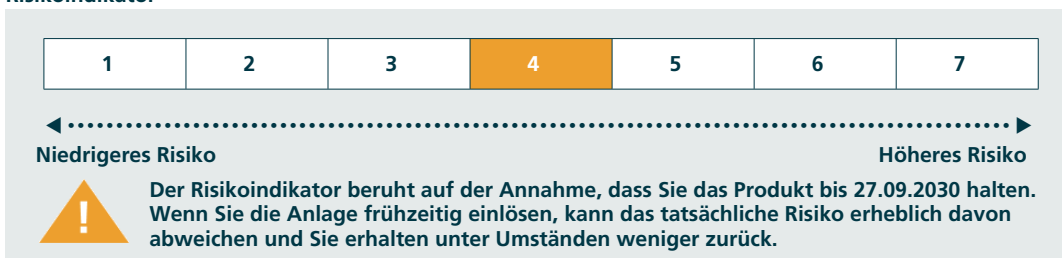 Risikoindikator
1 2 3 4 5 6 7
Niedrigeres Risiko Höheres Risiko
! Der Risikoindikator beruht auf der Annahme, dass Sie das Produkt bis 27.09.2030 halten.
Wenn Sie die Anlage frühzeitig einlösen, kann das tatsächliche Risiko erheblich davon
abweichen und Sie erhalten unter Umständen weniger zurück.